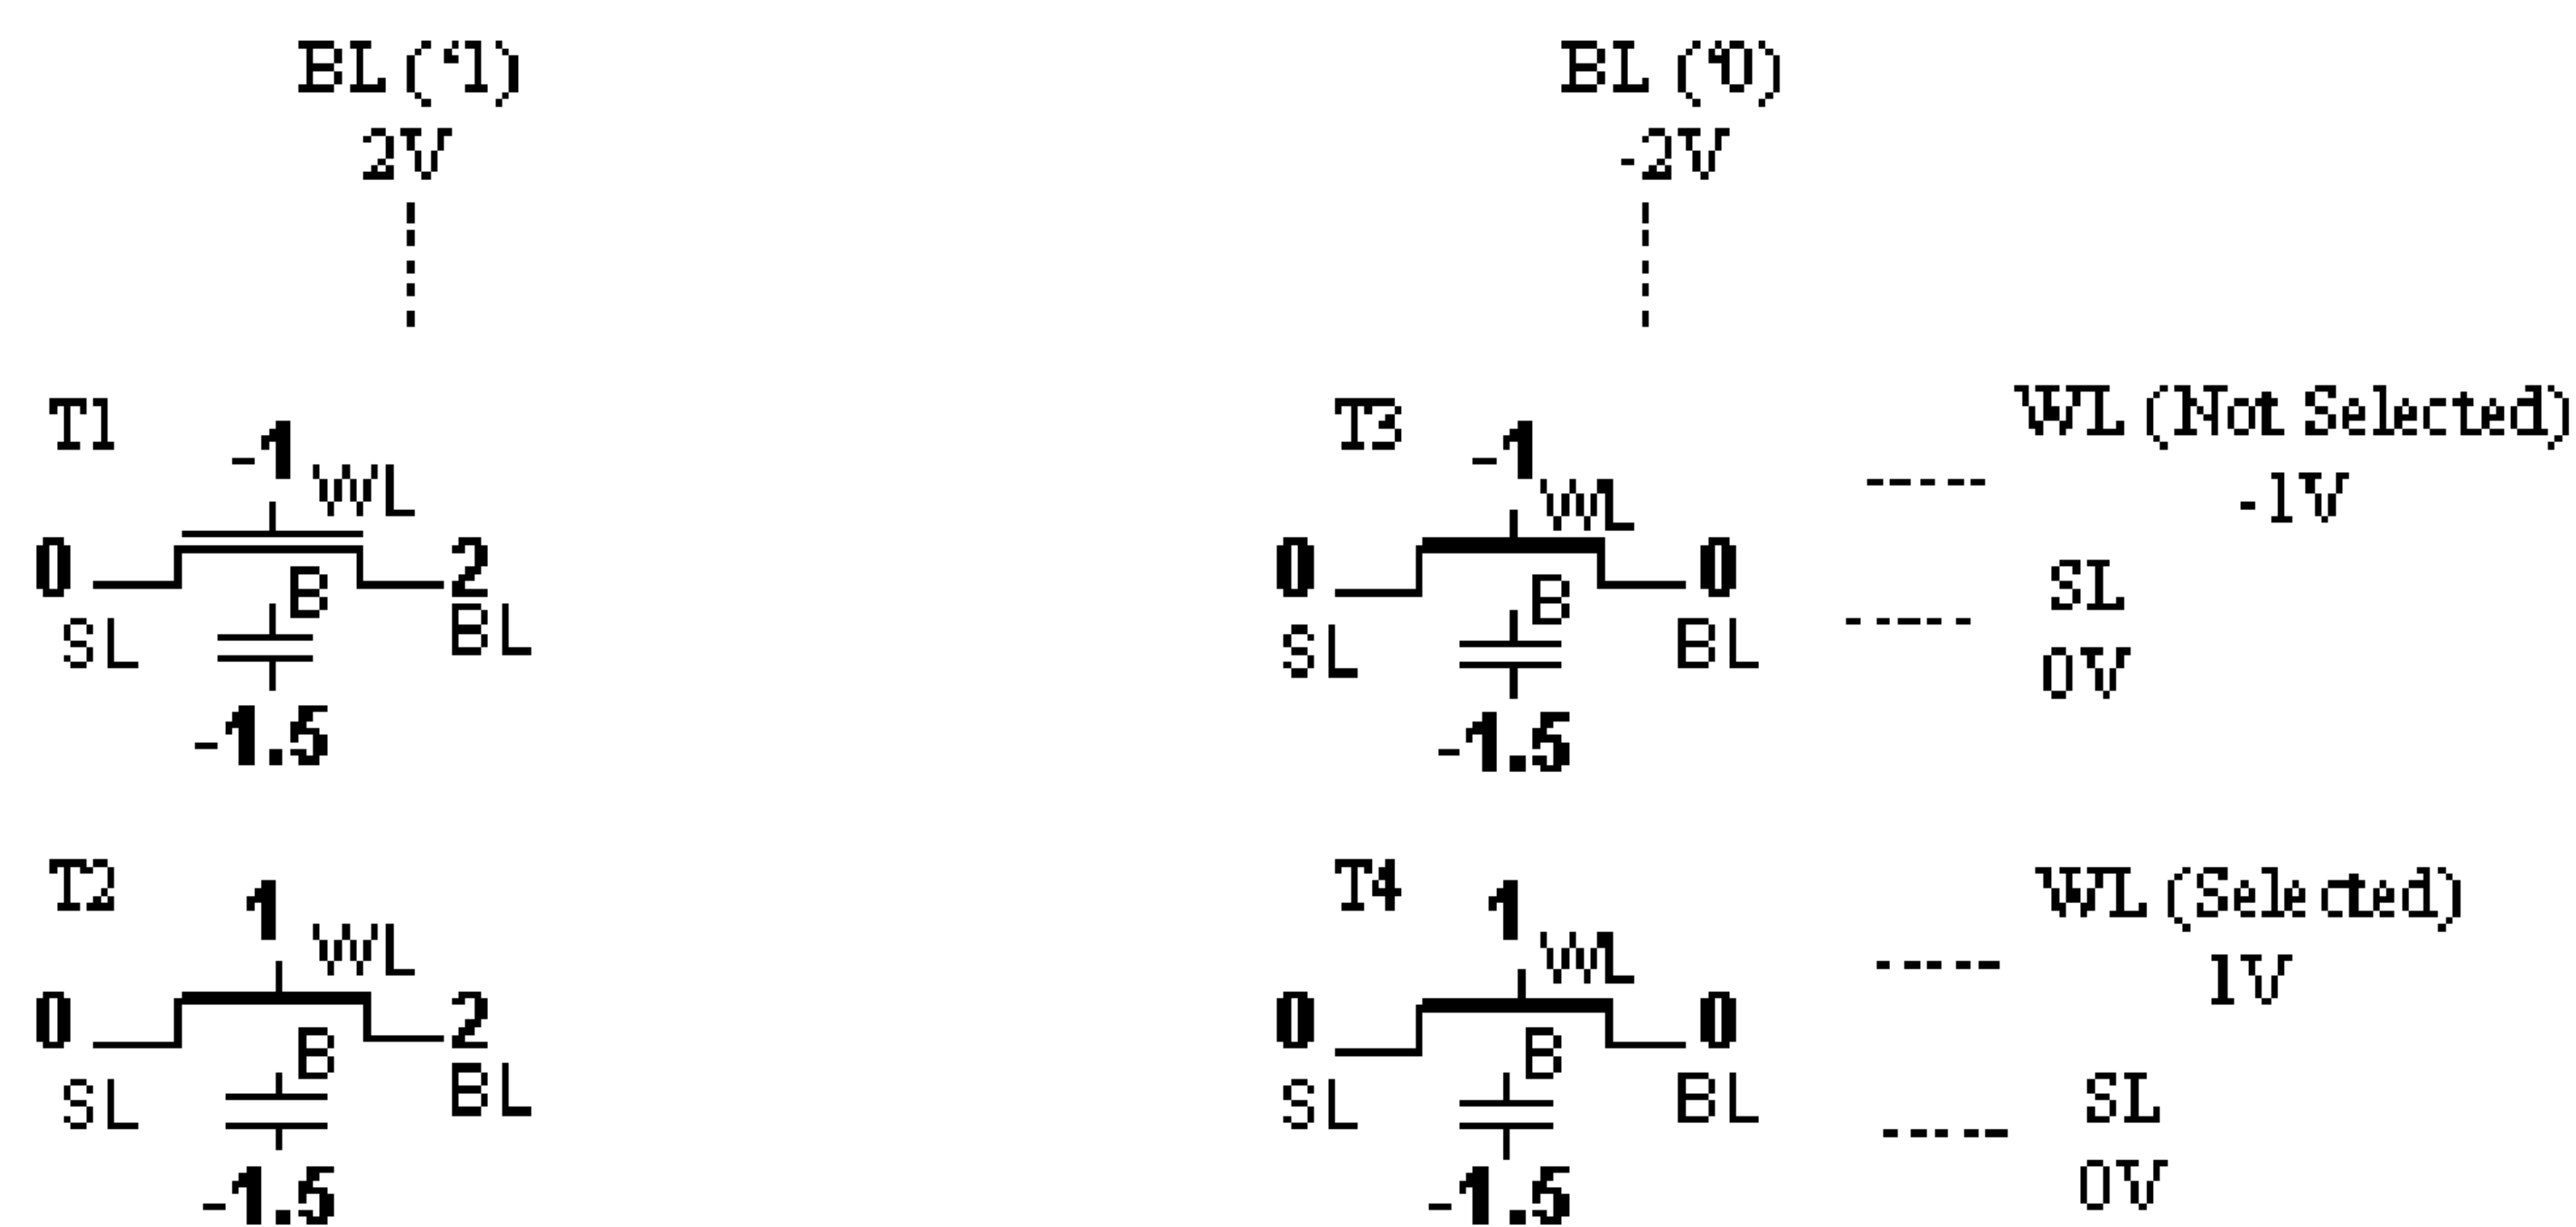 BL ('1)
2V
BL ('0)
-2V
T1
-1
WL
0
B
2
SL
BL
-1.5
T3
-1
WL
0
B
0
SL
BL
-1.5
WL (Not Selected)
-1V
SL
0V
T2
1
WL
0
B
2
SL
BL
-1.5
T4
1
WL
0
B
0
SL
BL
-1.5
WL (Selected)
1V
SL
0V